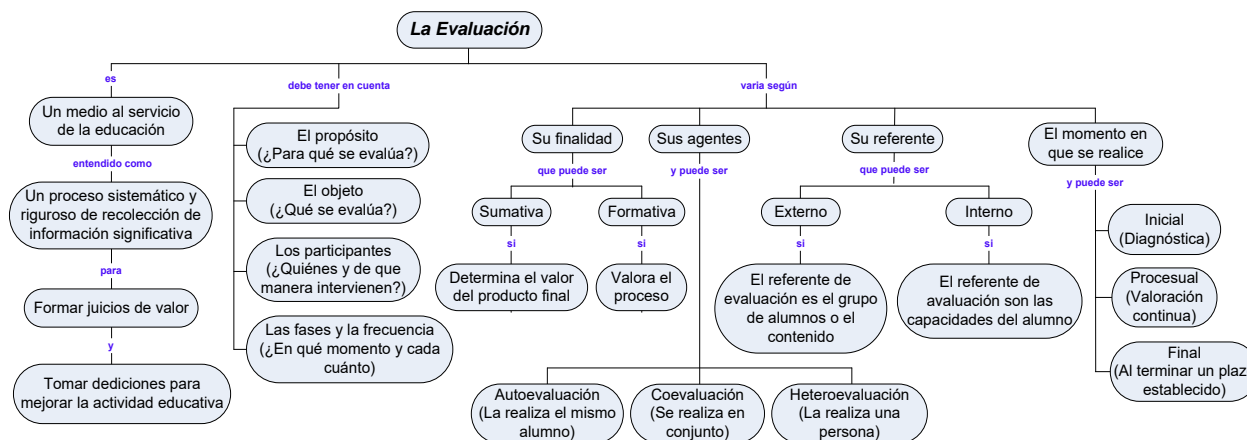 La Evaluación
es
debe tener en cuenta
varia según
Un medio al servicio
de la educación
entendido como
Un proceso sistemático y
riguroso de recolección de
información significativa
para
Formar juicios de valor
y
Tomar dediciones para
mejorar la actividad educativa
El propósito
(¿Para qué se evalúa?)
El objeto
(¿Qué se evalúa?)
Los participantes
(¿Quiénes y de que
manera intervienen?)
Las fases y la frecuencia
(¿En qué momento y cada
cuánto)
Su finalidad
que puede ser
Sumativa
si
Determina el valor
del producto final
Formativa
si
Valora el
proceso
Sus agentes
y puede ser
Autoevaluación
(La realiza el mismo
alumno)
Coevaluación
(Se realiza en
conjunto)
Heteroevaluación
(La realiza una
persona)
Su referente
que puede ser
Externo
si
El referente de
evaluación es el grupo
de alumnos o el
contenido
Interno
si
El referente de
avaluación son las
capacidades del alumno
El momento en
que se realice
y puede ser
Inicial
(Diagnóstica)
Procesual
(Valoración
continua)
Final
(Al terminar un plaz
establecido)